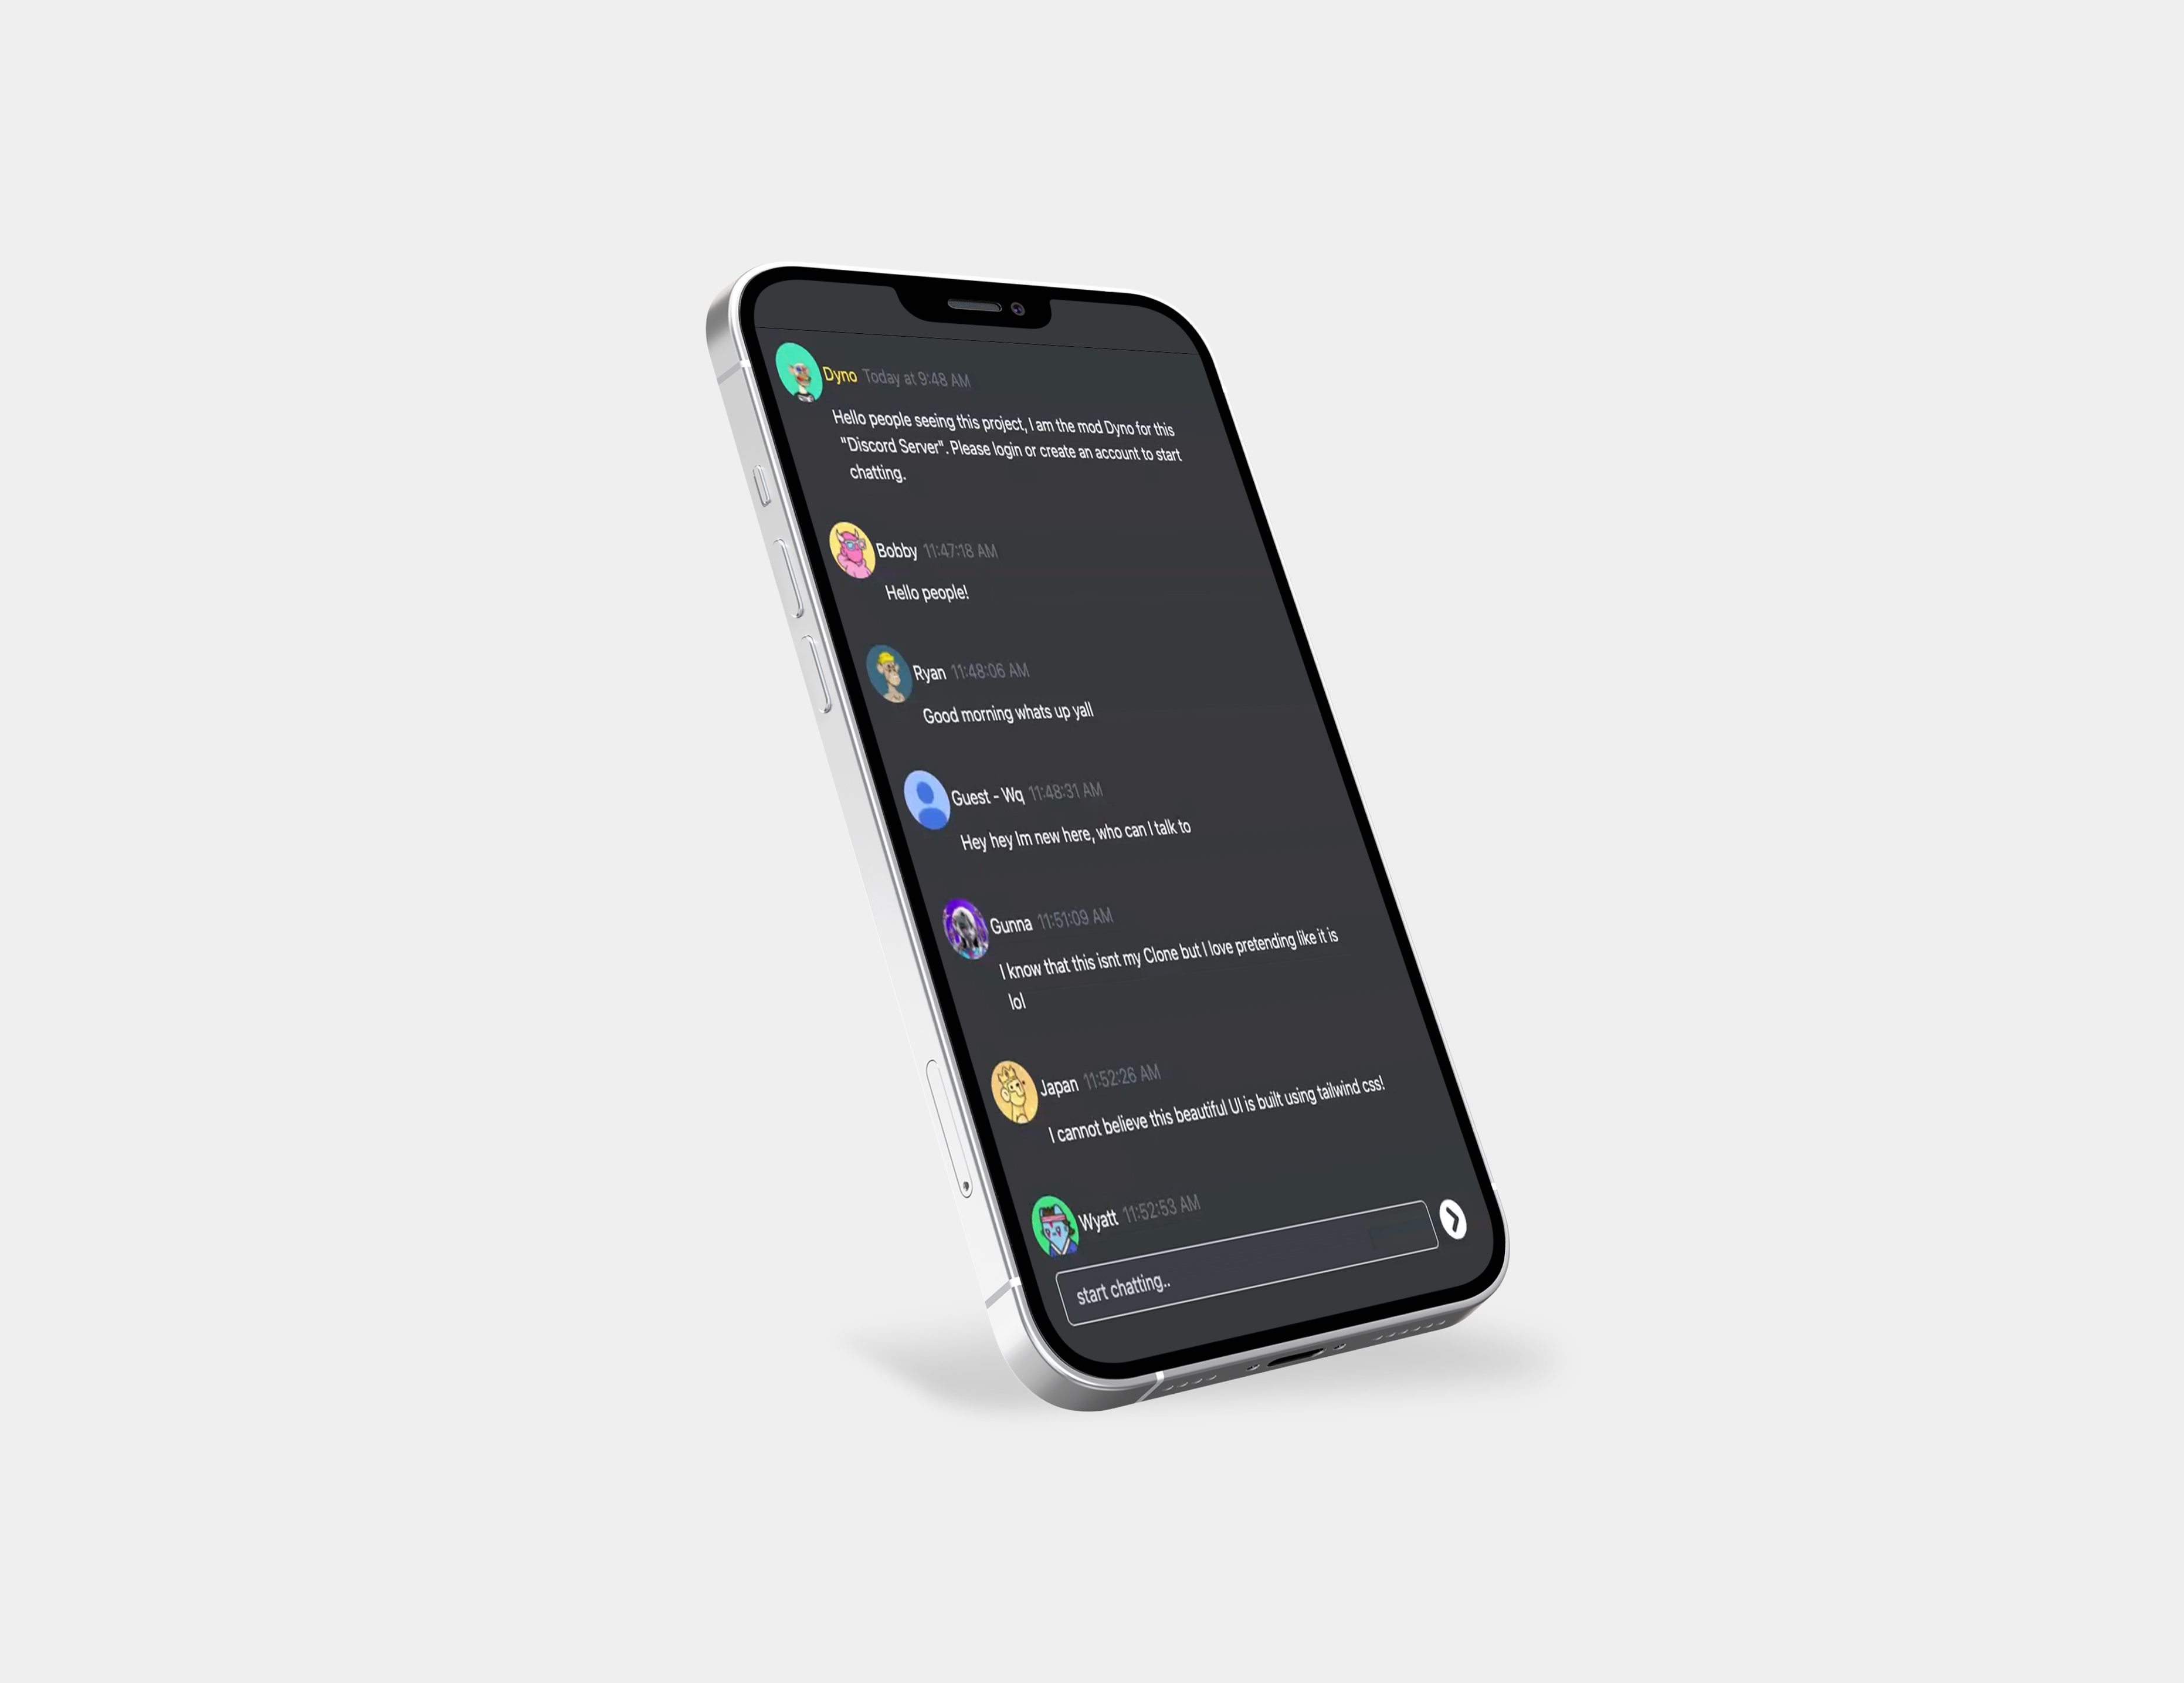 Dyno Today at 9:48 AM
Hello people seeing this project, I am the mod Dyno for this
"Discord Server". Please login or create an account to start
chatting.
Bobby 11:47:18 AM
Hello people!
Ryan 11:48:06 AM
Good morning whats up yall
Guest - Wq 11:48:31 AM
Hey hey Im new here, who can I talk to
Gunna 11:51:09 AM
I know that this isnt my Clone but I love pretending like it is
lol
Japan 11:52:26 AM
I cannot believe this beautiful UI is built using tailwind css!
Wyatt 11:52:53 AM
start chatting..